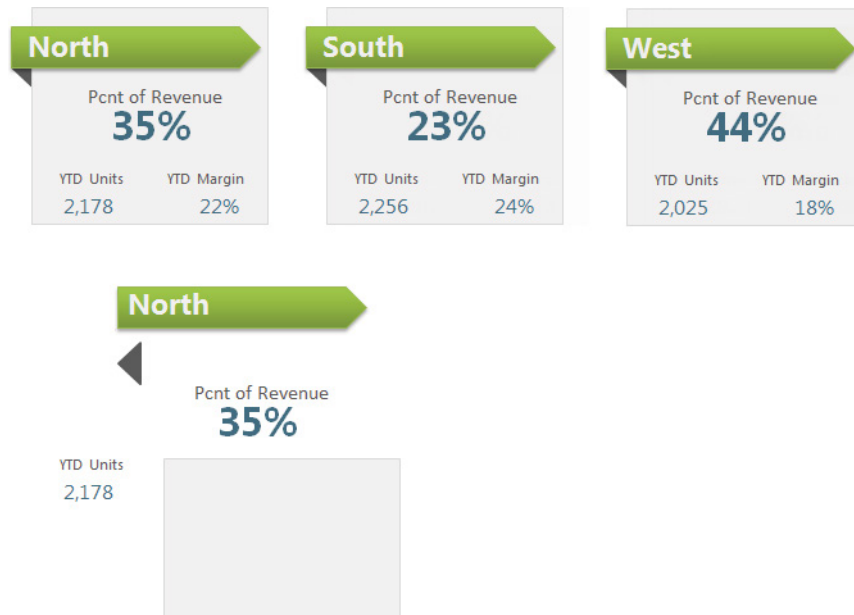 North South West
Pcnt of Revenue Pcnt of Revenue Pcnt of Revenue
35% 23% 44%
YTD Units YTD Margin YTD Units YTD Margin YTD Units YTD Margin
2,178 22% 2,256 24% 2,025 18%
North
Pcnt of Revenue
35%
YTD Units
2,178